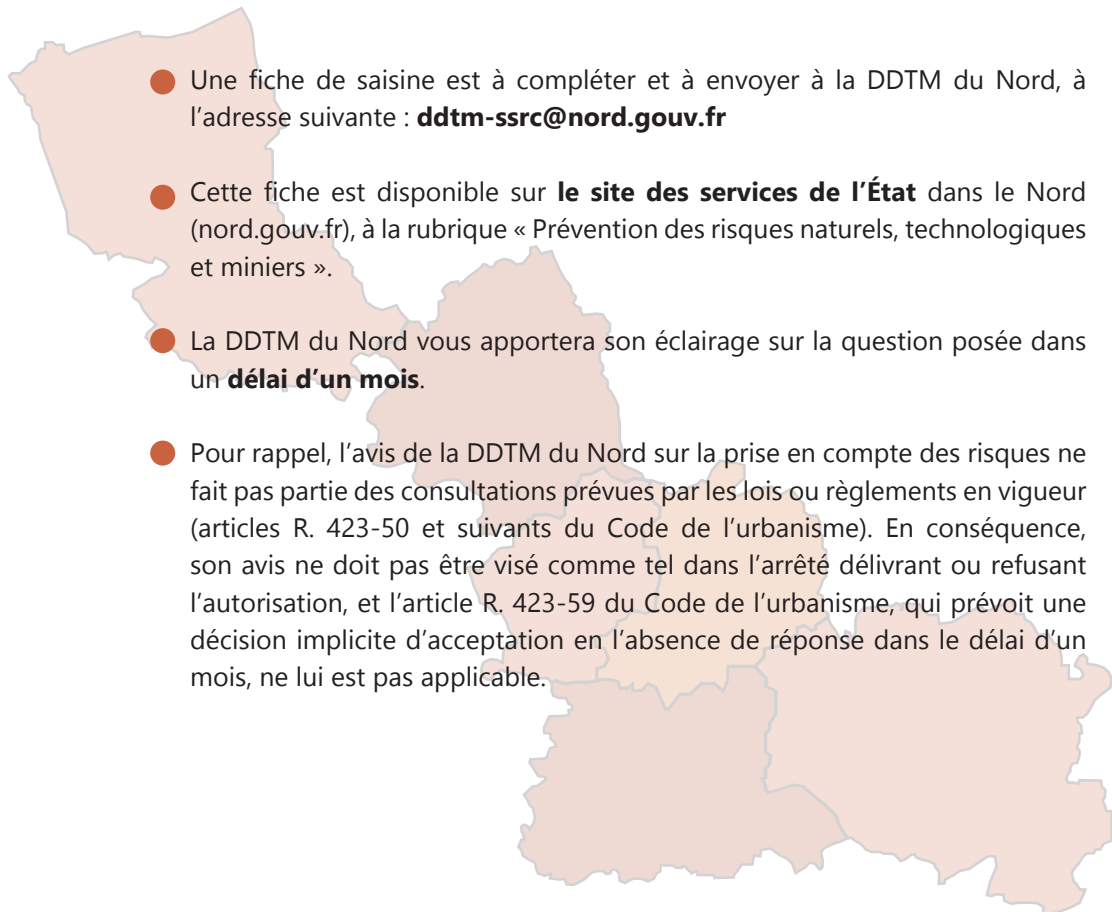 Une fiche de saisine est à compléter et à envoyer à la DDTM du Nord, à
l'adresse suivante : ddtm-ssrc@nord.gouv.fr
Cette fiche est disponible sur le site des services de l'État dans le Nord
(nord.gouv.fr), à la rubrique « Prévention des risques naturels, technologiques
et miniers ».
La DDTM du Nord vous apportera son éclairage sur la question posée dans
un délai d'un mois.
Pour rappel, l'avis de la DDTM du Nord sur la prise en compte des risques ne
fait pas partie des consultations prévues par les lois ou règlements en vigueur
(articles R. 423-50 et suivants du Code de l'urbanisme). En conséquence,
son avis ne doit pas être visé comme tel dans l'arrêté délivrant ou refusant
l'autorisation, et l'article R. 423-59 du Code de l'urbanisme, qui prévoit une
décision implicite d'acceptation en l'absence de réponse dans le délai d'un
mois, ne lui est pas applicable.